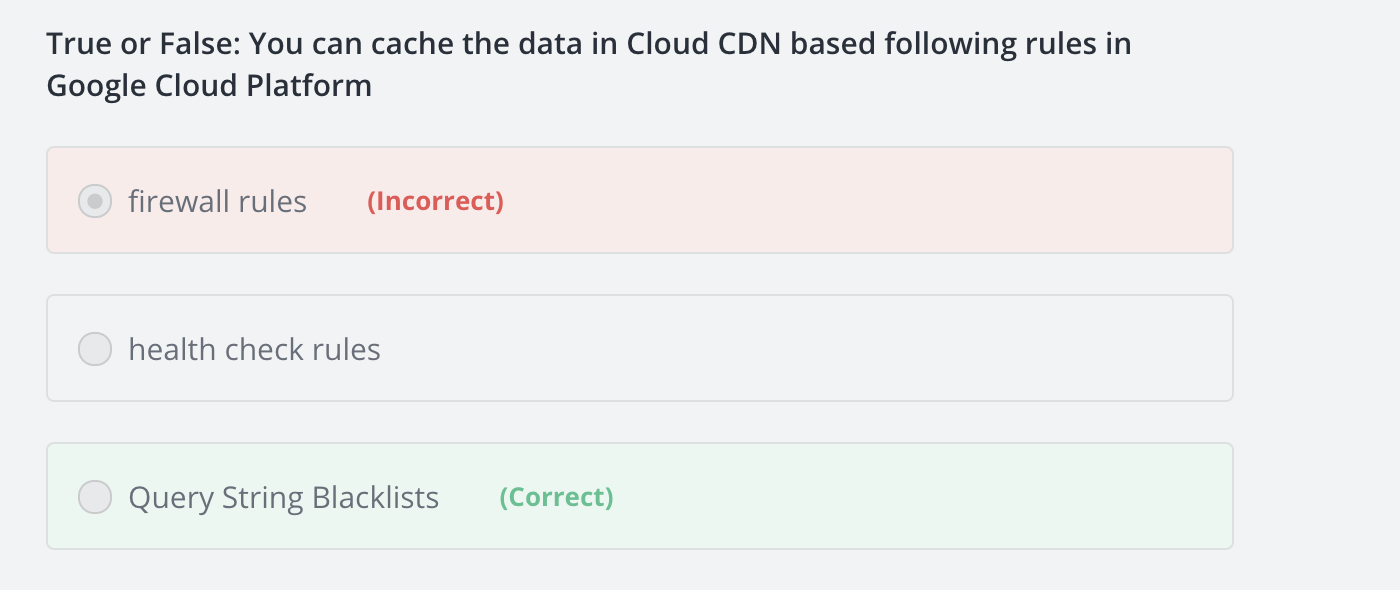 True or False: You can cache the data in Cloud CDN based following rules in
Google Cloud Platform
firewall rules (Incorrect)
health check rules
Query String Blacklists (Correct)